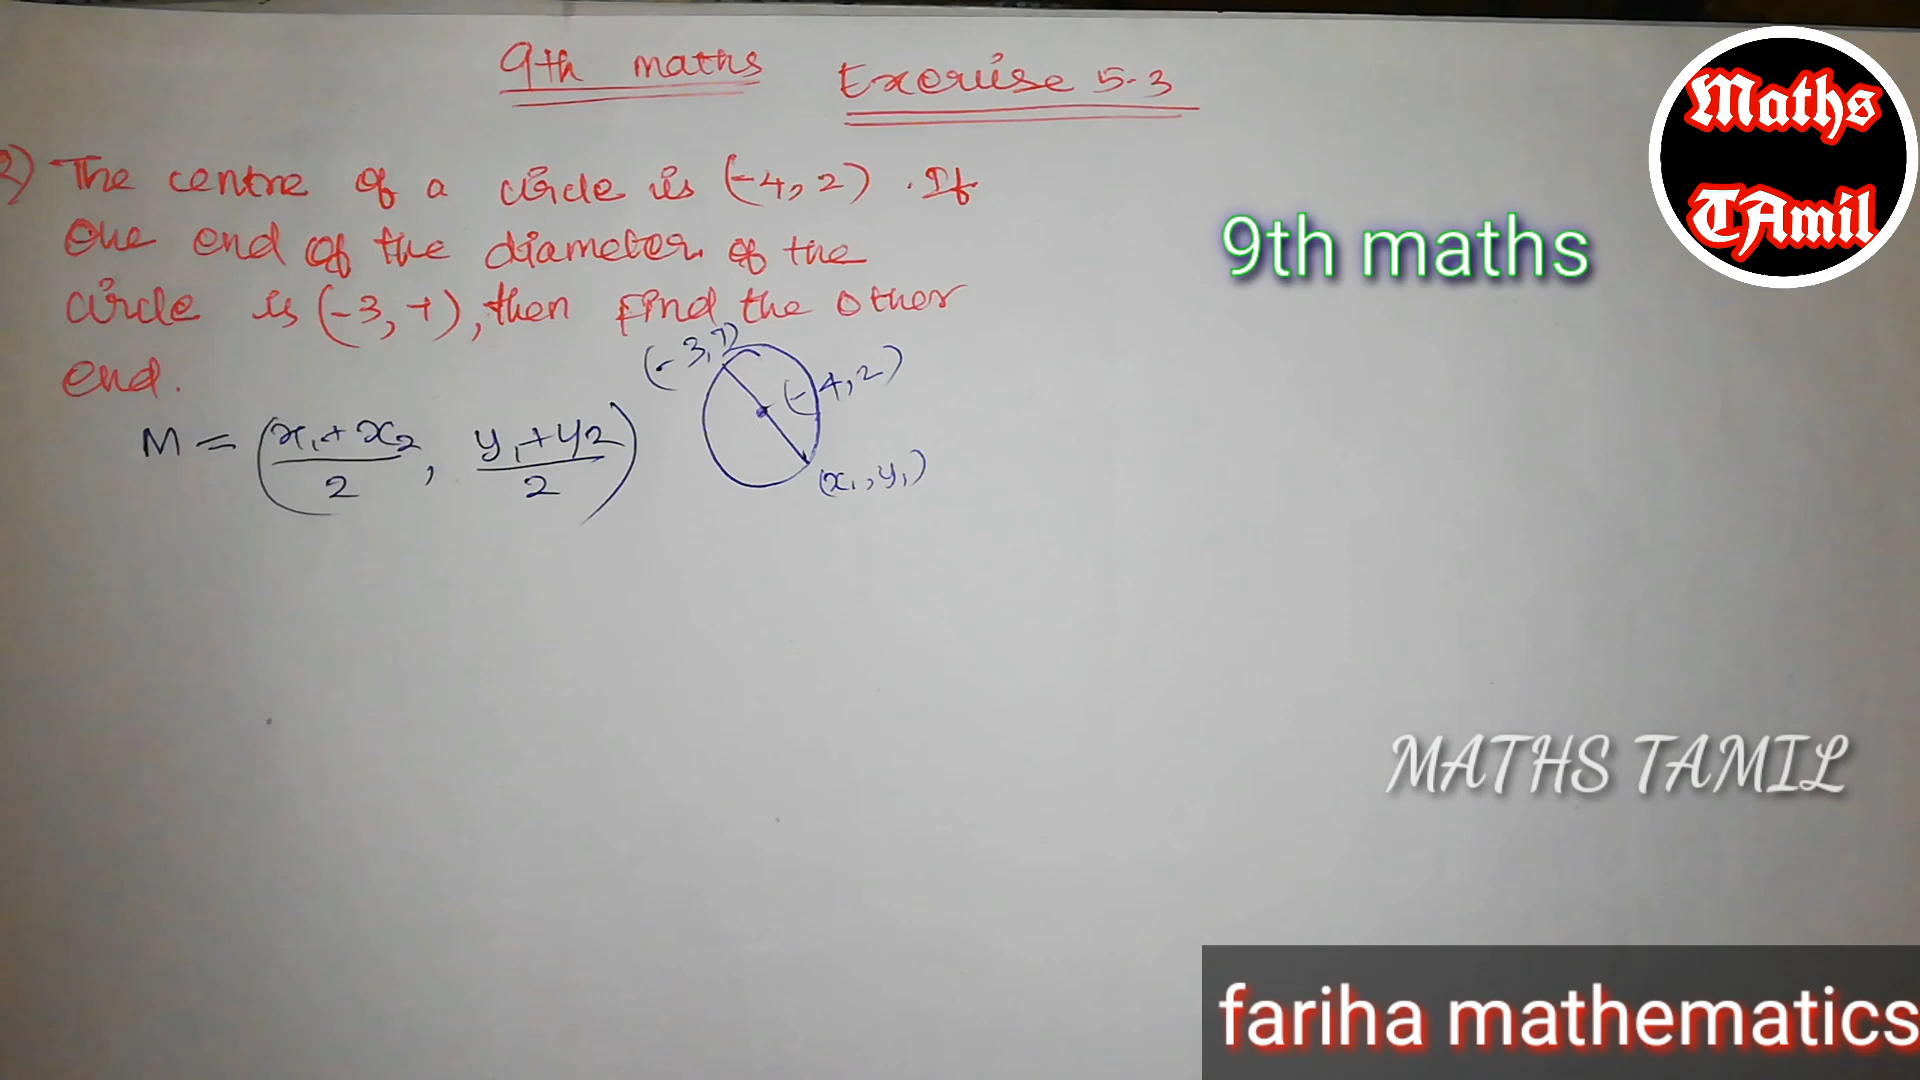 9th maths Exercise 5.3
2) The centre of a circle is (-4, 2). If
one end of the diameter of the
circle is (-3, 7), then find the other
end.
(-3, 7)
(-4, 2)
(x₁, y₁)
M = (x₁+x₂/2, y₁+y₂/2)
Maths
TAmil
9th maths
MATHS TAMIL
fariha mathematics